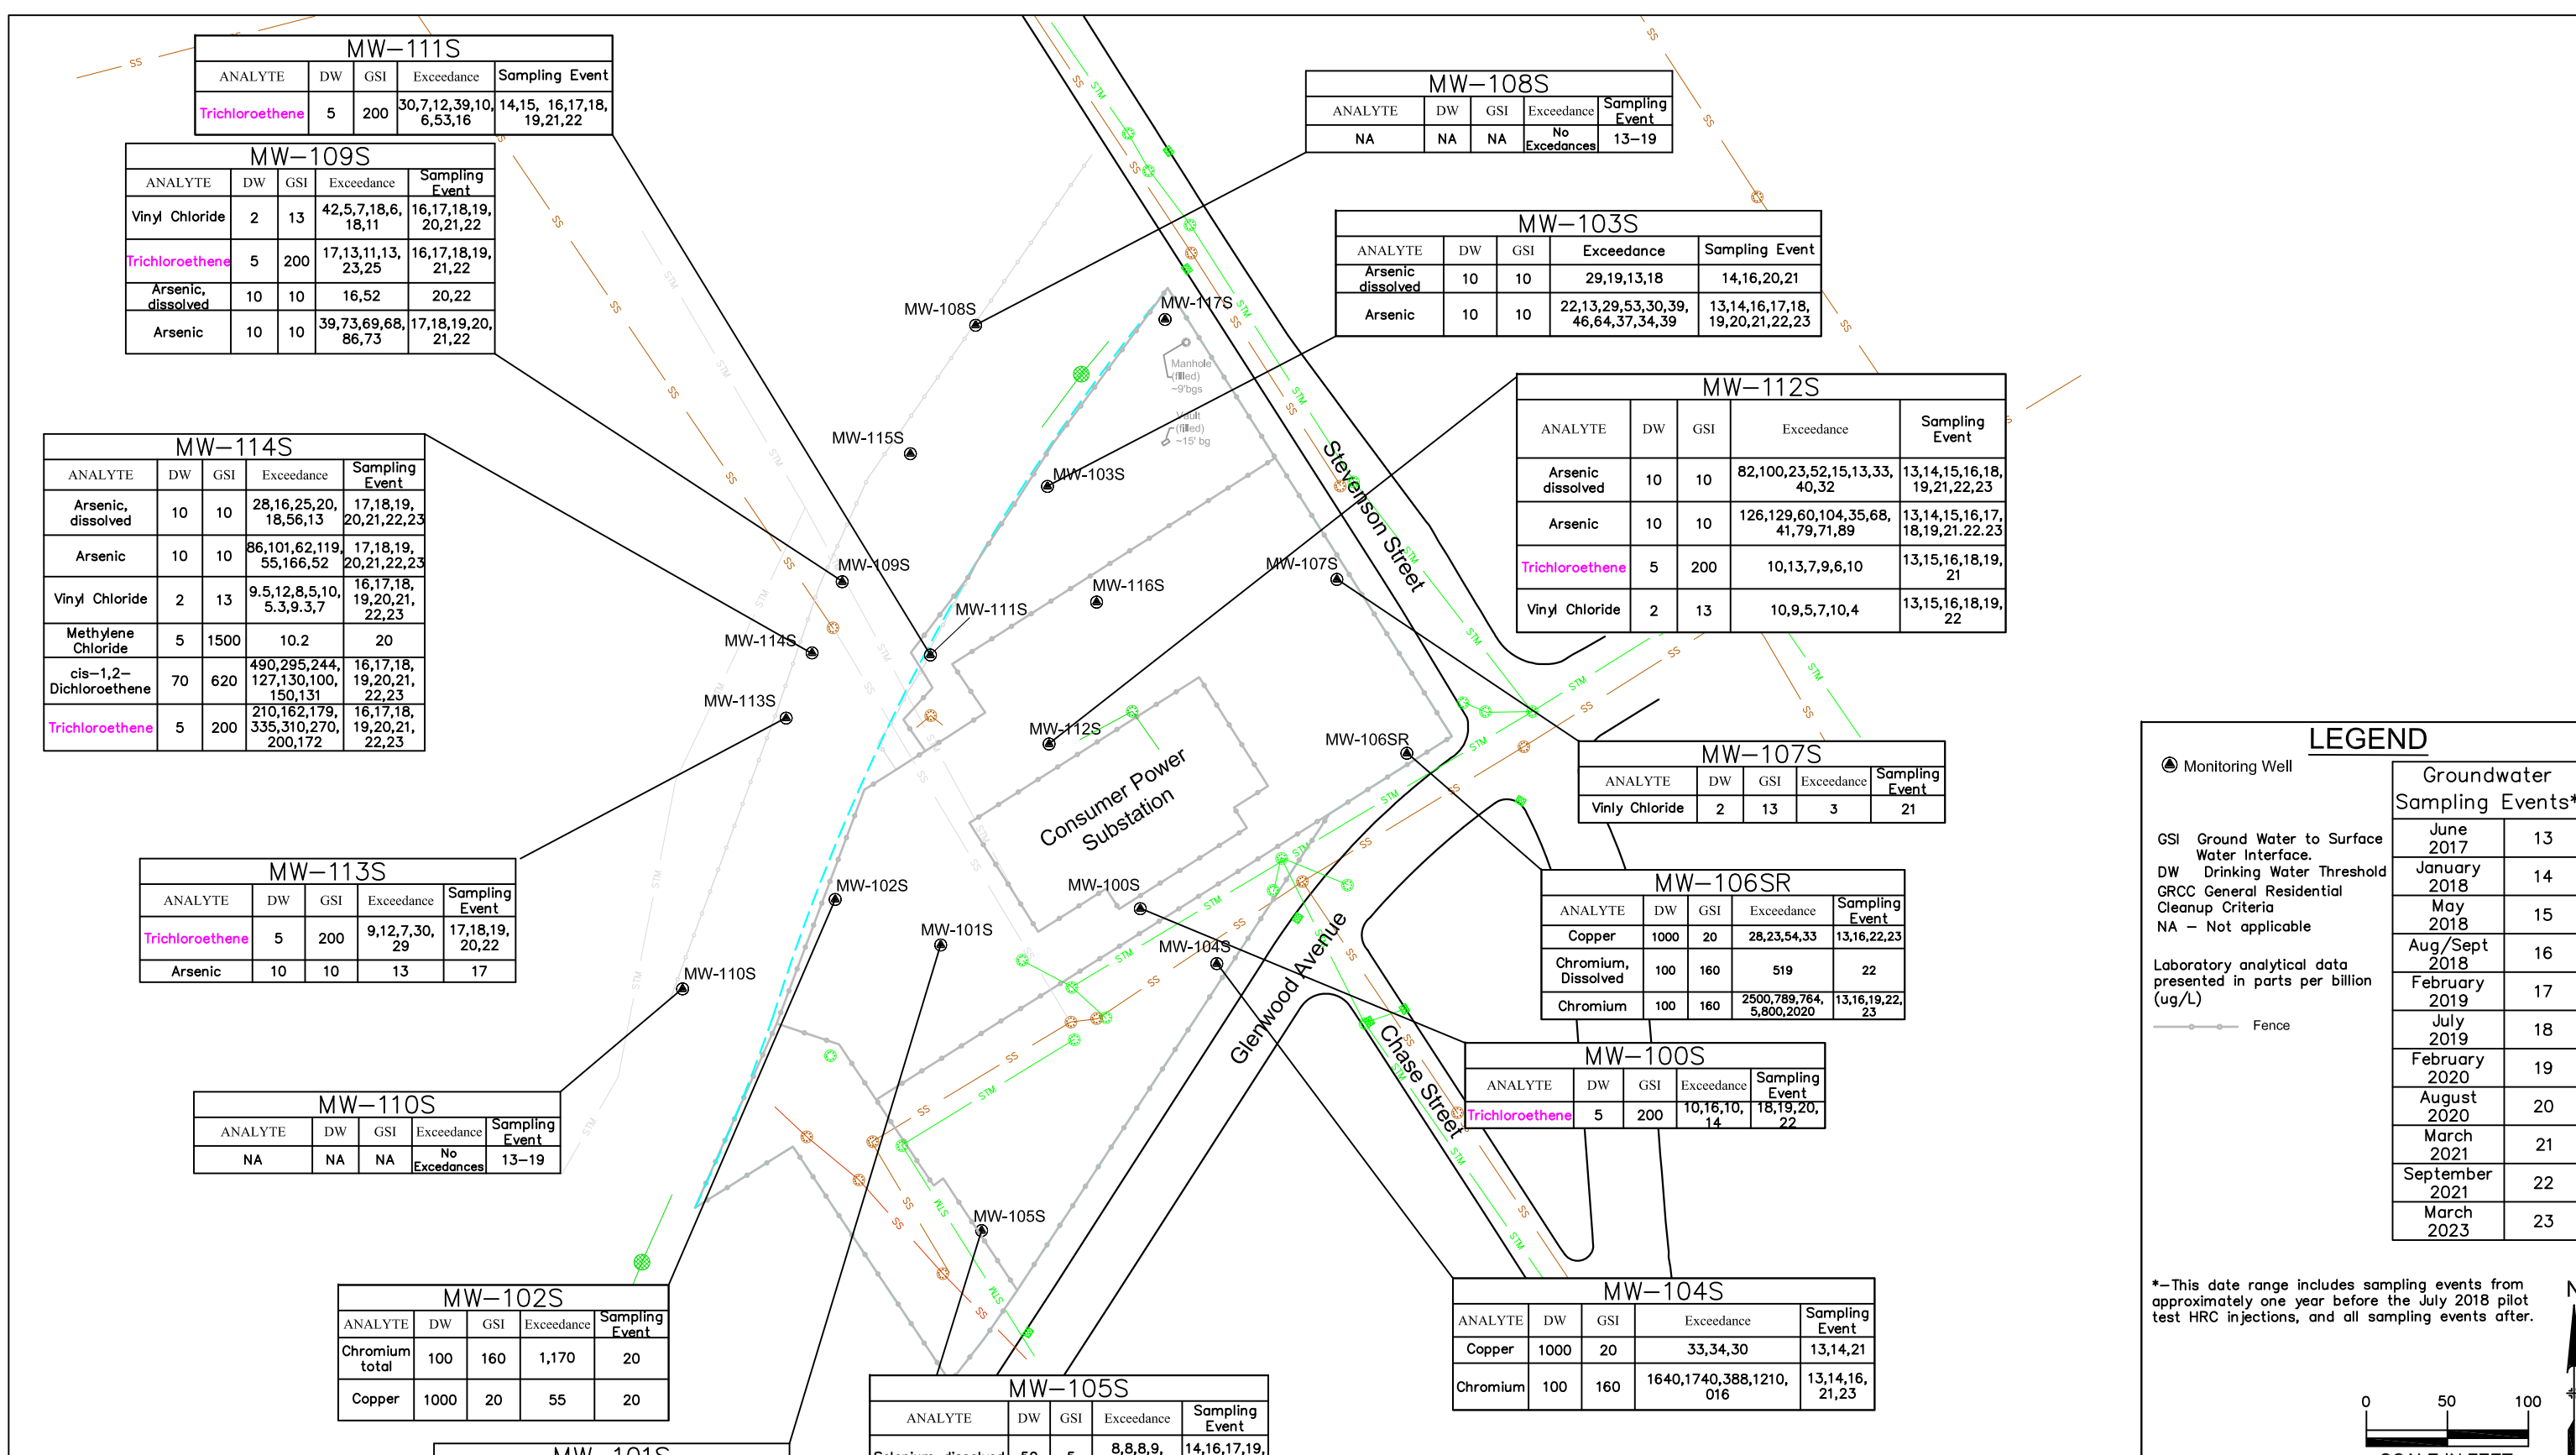 MW-111S
ANALYTE DW GSI Exceedance Sampling Event
Trichloroethene 5 200 30,7,12,39,10, 14,15, 16,17,18,
6,53,16 19,21,22
MW-109S
ANALYTE DW GSI Exceedance Sampling
Event
Vinyl Chloride 2 13 42,5,7,18,6, 16,17,18,19,
18,11 20,21,22
Trichloroethene 5 200 17,13,11,13, 16,17,18,19,
23,25 21,22
Arsenic,
dissolved 10 10 16,52 20,22
Arsenic 10 10 39,73,69,68, 17,18,19,20,
86,73 21,22
MW-114S
ANALYTE DW GSI Exceedance Sampling
Event
Arsenic,
dissolved 10 10 28,16,25,20, 17,18,19,
18,56,13 20,21,22,23
Arsenic 10 10 86,101,62,119, 17,18,19,
55,166,52 20,21,22,23
Vinyl Chloride 2 13 9.5,12,8,5,10, 16,17,18,
5.3,9.3,7 19,20,21,
22,23
Methylene
Chloride 5 1500 10.2 20
cis-1,2-
Dichloroethene 70 620 490,295,244, 16,17,18,
127,130,100, 19,20,21,
150,131 22,23
Trichloroethene 5 200 210,162,179, 16,17,18,
335,310,270, 19,20,21,
200,172 22,23
MW-113S
ANALYTE DW GSI Exceedance Sampling
Event
Trichloroethene 5 200 9,12,7,30, 17,18,19,
29 20,22
Arsenic 10 10 13 17
MW-110S
ANALYTE DW GSI Exceedance Sampling
Event
NA NA NA No
Excedances 13-19
MW-102S
ANALYTE DW GSI Exceedance Sampling
Event
Chromium
total 100 160 1,170 20
Copper 1000 20 55 20
MW-101S
MW-105S
ANALYTE DW GSI Exceedance Sampling
Event
Selenium, dissolved 50 5 8,8,8,9, 14,16,17,19,
MW-108S
ANALYTE DW GSI Exceedance Sampling
Event
NA NA NA No
Excedances 13-19
MW-103S
ANALYTE DW GSI Exceedance Sampling Event
Arsenic
dissolved 10 10 29,19,13,18 14,16,20,21
Arsenic 10 10 22,13,29,53,30,39, 13,14,16,17,18,
46,64,37,34,39 19,20,21,22,23
MW-112S
ANALYTE DW GSI Exceedance Sampling
Event
Arsenic
dissolved 10 10 82,100,23,52,15,13,33, 13,14,15,16,18,
40,32 19,21,22,23
Arsenic 10 10 126,129,60,104,35,68, 13,14,15,16,17,
41,79,71,89 18,19,21.22.23
Trichloroethene 5 200 10,13,7,9,6,10 13,15,16,18,19,
21
Vinyl Chloride 2 13 10,9,5,7,10,4 13,15,16,18,19,
22
MW-107S
ANALYTE DW GSI Exceedance Sampling
Event
Vinly Chloride 2 13 3 21
MW-106SR
ANALYTE DW GSI Exceedance Sampling
Event
Copper 1000 20 28,23,54,33 13,16,22,23
Chromium,
Dissolved 100 160 519 22
Chromium 100 160 2500,789,764, 13,16,19,22,
5,800,2020 23
MW-100S
ANALYTE DW GSI Exceedance Sampling
Event
Trichloroethene 5 200 10,16,10, 18,19,20,
14 22
MW-104S
ANALYTE DW GSI Exceedance Sampling
Event
Copper 1000 20 33,34,30 13,14,21
Chromium 100 160 1640,1740,388,1210, 13,14,16,
016 21,23
MW-108S
MW-117S
Manhole
(filled)
~9'bgs
Vault
(filled)
~15' bg
MW-115S
MW-103S
MW-109S
MW-116S
MW-107S
MW-111S
MW-114S
MW-113S
MW-112S
MW-106SR
Consumer Power
Substation
MW-102S
MW-100S
MW-101S
MW-104S
MW-110S
MW-105S
Stevenson Street
Glenwood Avenue
Chase Street
SS
STM
LEGEND
Monitoring Well
GSI Ground Water to Surface
Water Interface.
DW Drinking Water Threshold
GRCC General Residential
Cleanup Criteria
NA - Not applicable
Laboratory analytical data
presented in parts per billion
(ug/L)
Fence
Groundwater
Sampling Events*
June
2017 13
January
2018 14
May
2018 15
Aug/Sept
2018 16
February
2019 17
July
2019 18
February
2020 19
August
2020 20
March
2021 21
September
2021 22
March
2023 23
*-This date range includes sampling events from
approximately one year before the July 2018 pilot
test HRC injections, and all sampling events after.
N
0 50 100
SCALE IN FEET